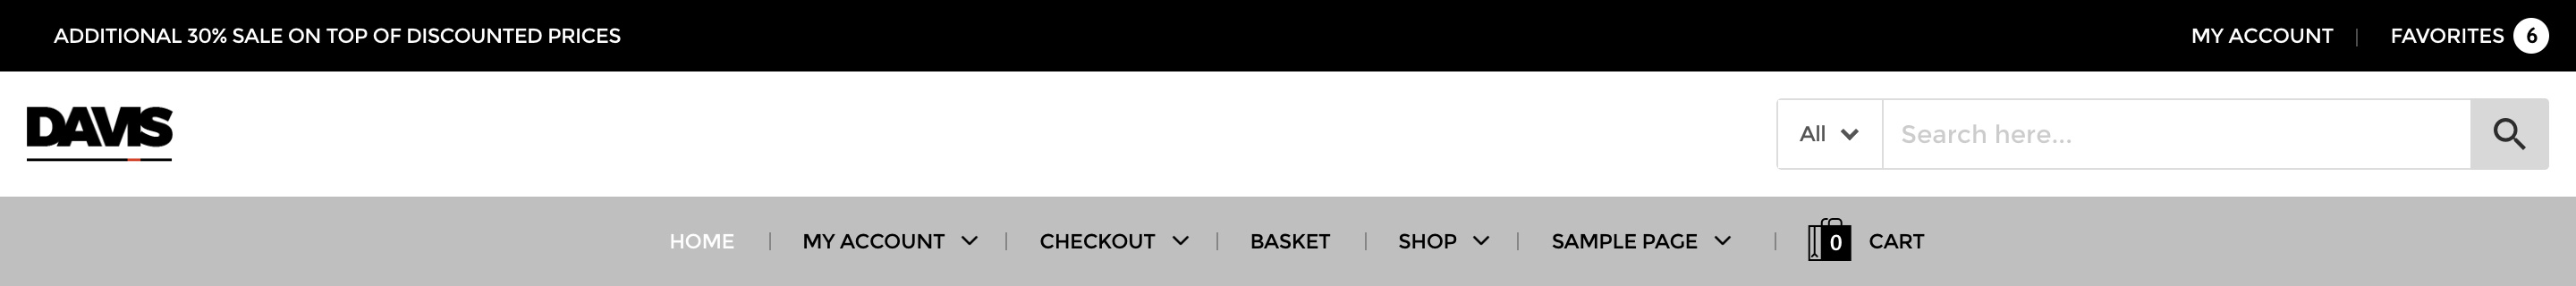 ADDITIONAL 30% SALE ON TOP OF DISCOUNTED PRICES
MY ACCOUNT | FAVORITES 6
DAVIS
All Search here...
HOME | MY ACCOUNT | CHECKOUT | BASKET | SHOP | SAMPLE PAGE | 0 CART